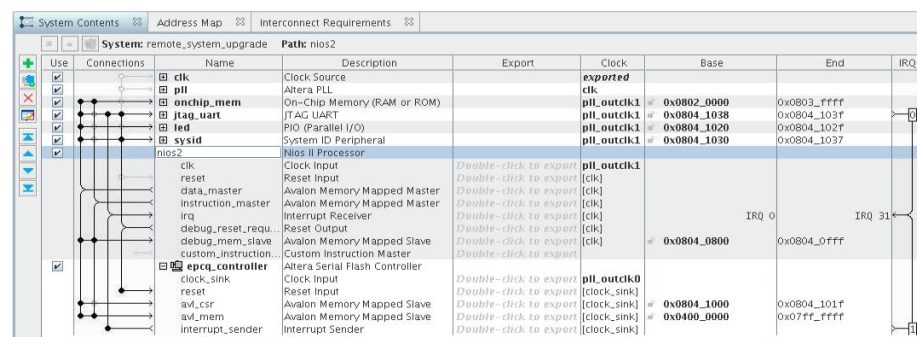 System Contents Address Map Interconnect Requirements
System: remote_system_upgrade Path: nios2
Use Connections Name Description Export Clock Base End IRQ
clk Clock Source exported
pll Altera PLL clk
onchip_mem On-Chip Memory (RAM or ROM) pll_outclk1 0x0802_0000 0x0803_ffff
jtag_uart JTAG UART pll_outclk1 0x0804_1038 0x0804_103f 0
led PIO (Parallel I/O) pll_outclk1 0x0804_1020 0x0804_102f
sysid System ID Peripheral pll_outclk1 0x0804_1030 0x0804_1037
nios2 Nios II Processor
clk Clock Input Double-click to export pll_outclk1
reset Reset Input Double-click to export [clk]
data_master Avalon Memory Mapped Master Double-click to export [clk]
instruction_master Avalon Memory Mapped Master Double-click to export [clk]
irq Interrupt Receiver Double-click to export [clk] IRQ 0 IRQ 31
debug_reset_requ... Reset Output Double-click to export [clk]
debug_mem_slave Avalon Memory Mapped Slave Double-click to export [clk] 0x0804_0800 0x0804_0fff
custom_instruction... Custom Instruction Master Double-click to export
epcq_controller Altera Serial Flash Controller
clock_sink Clock Input Double-click to export pll_outclk0
reset Reset Input Double-click to export [clock_sink]
avl_csr Avalon Memory Mapped Slave Double-click to export [clock_sink] 0x0804_1000 0x0804_101f
avl_mem Avalon Memory Mapped Slave Double-click to export [clock_sink] 0x0400_0000 0x07ff_ffff
interrupt_sender Interrupt Sender Double-click to export [clock_sink] 1